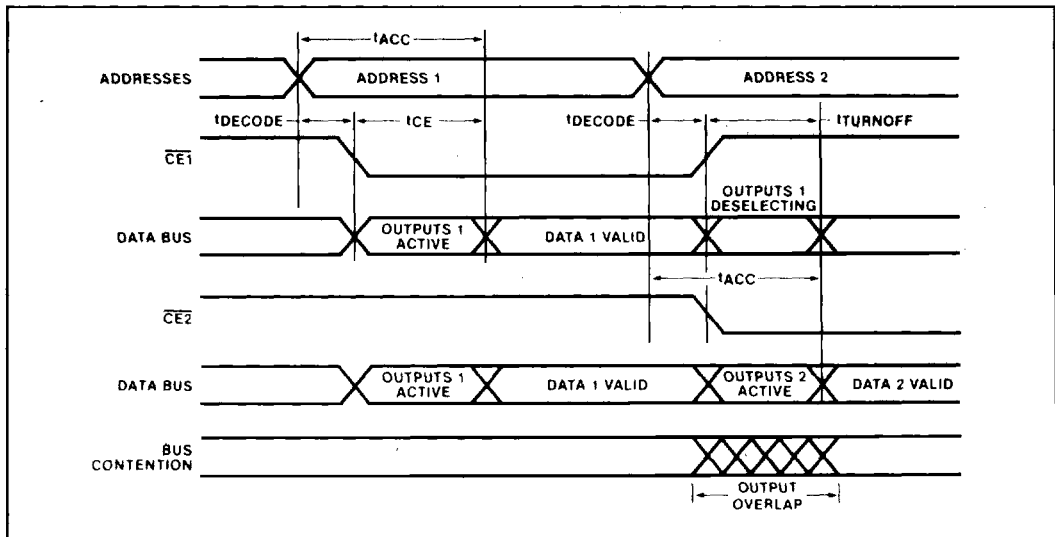 tACC
ADDRESSES
ADDRESS 1
ADDRESS 2
tDECODE
tCE
tDECODE
tTURNOFF
CE1
OUTPUTS 1
DESELECTING
DATA BUS
OUTPUTS 1
ACTIVE
DATA 1 VALID
tACC
CE2
DATA BUS
OUTPUTS 1
ACTIVE
DATA 1 VALID
OUTPUTS 2
ACTIVE
DATA 2 VALID
BUS
CONTENTION
OUTPUT
OVERLAP